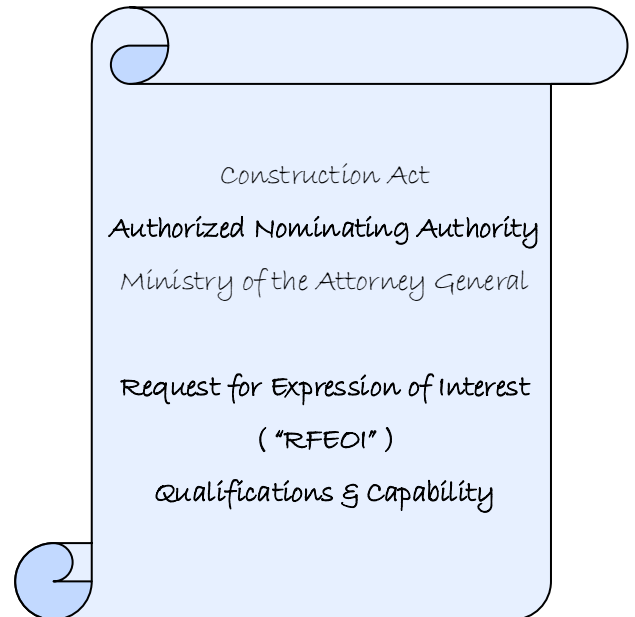 Construction Act
Authorized Nominating Authority
Ministry of the Attorney General
Request for Expression of Interest
( “RFEOI” )
Qualifications & Capability